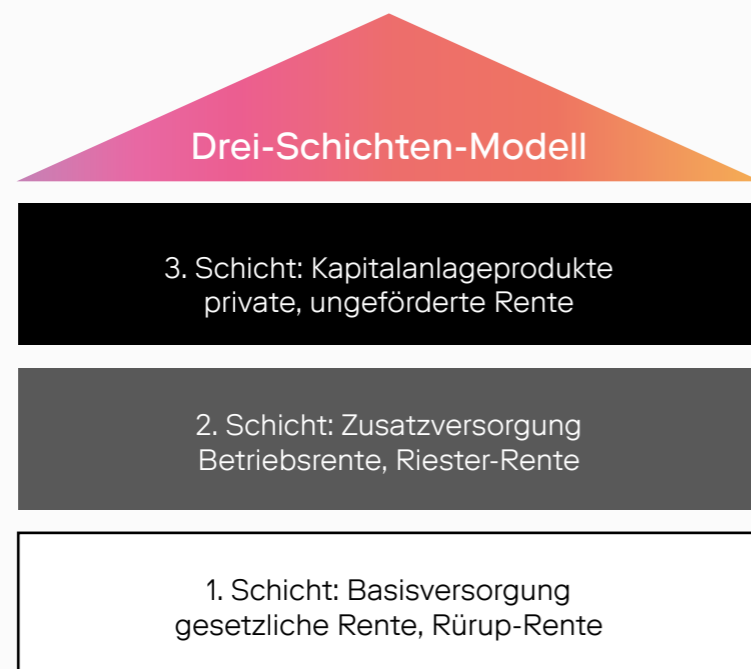 Drei-Schichten-Modell
3. Schicht: Kapitalanlageprodukte
private, ungeförderte Rente
2. Schicht: Zusatzversorgung
Betriebsrente, Riester-Rente
1. Schicht: Basisversorgung
gesetzliche Rente, Rürup-Rente